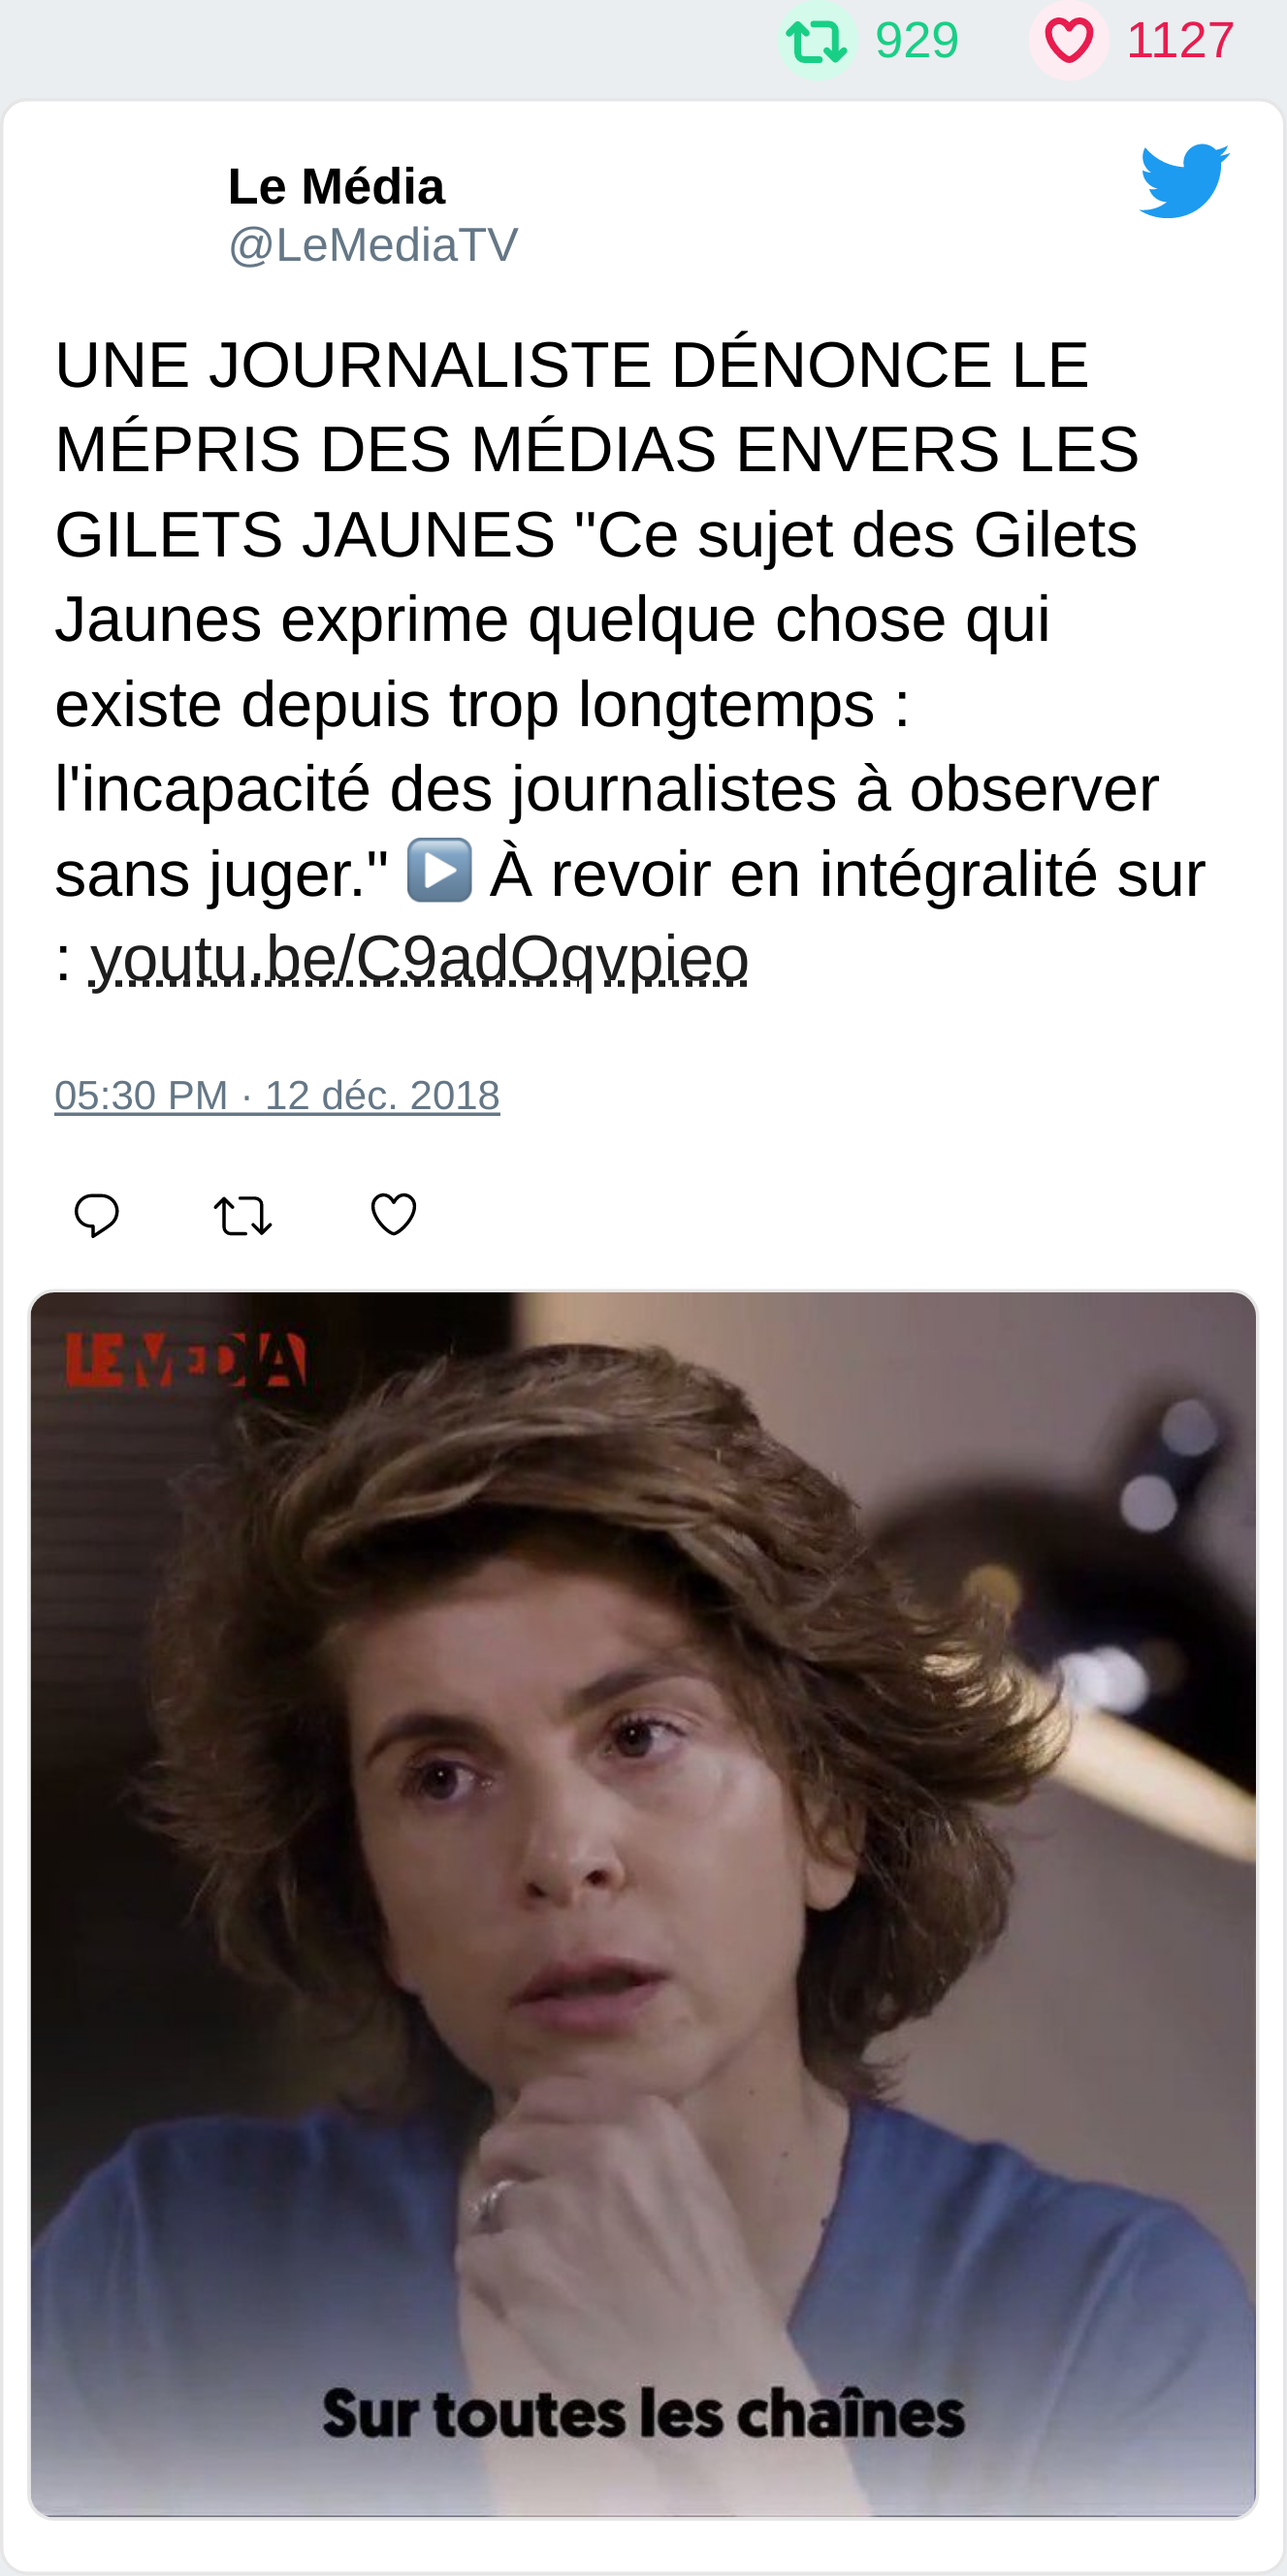 929 1127
Le Média
@LeMediaTV
UNE JOURNALISTE DÉNONCE LE
MÉPRIS DES MÉDIAS ENVERS LES
GILETS JAUNES "Ce sujet des Gilets
Jaunes exprime quelque chose qui
existe depuis trop longtemps :
l'incapacité des journalistes à observer
sans juger." ▶️ À revoir en intégralité sur
: youtu.be/C9adOqvpieo
05:30 PM · 12 déc. 2018
LE MEDIA
Sur toutes les chaînes